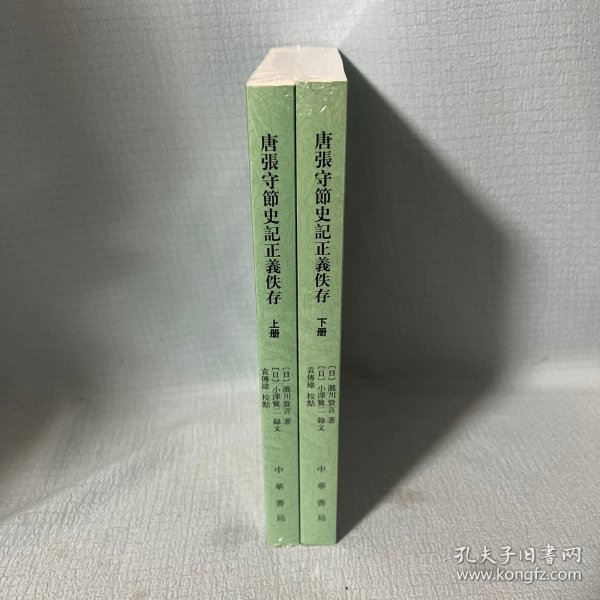 唐張守節史記正義佚存
上册
[日]瀧川資言 著
[日]小澤賢二 録文
袁傳璋 校點
中華書局
唐張守節史記正義佚存
下册
[日]瀧川資言 著
[日]小澤賢二 録文
袁傳璋 校點
中華書局
孔夫子旧书网
www.kongfz.com